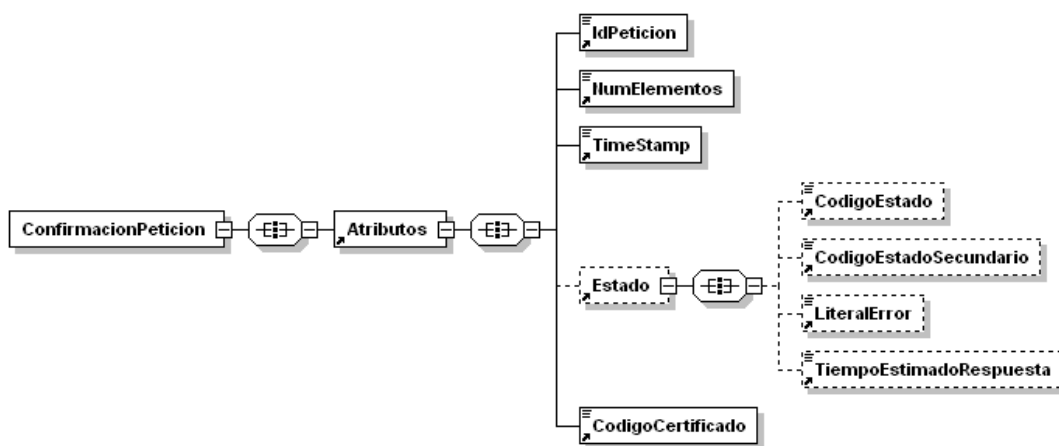 IdPeticion
NumElementos
TimeStamp
ConfirmacionPeticion
Atributos
Estado
CodigoEstado
CodigoEstadoSecundario
LiteralError
TiempoEstimadoRespuesta
CodigoCertificado